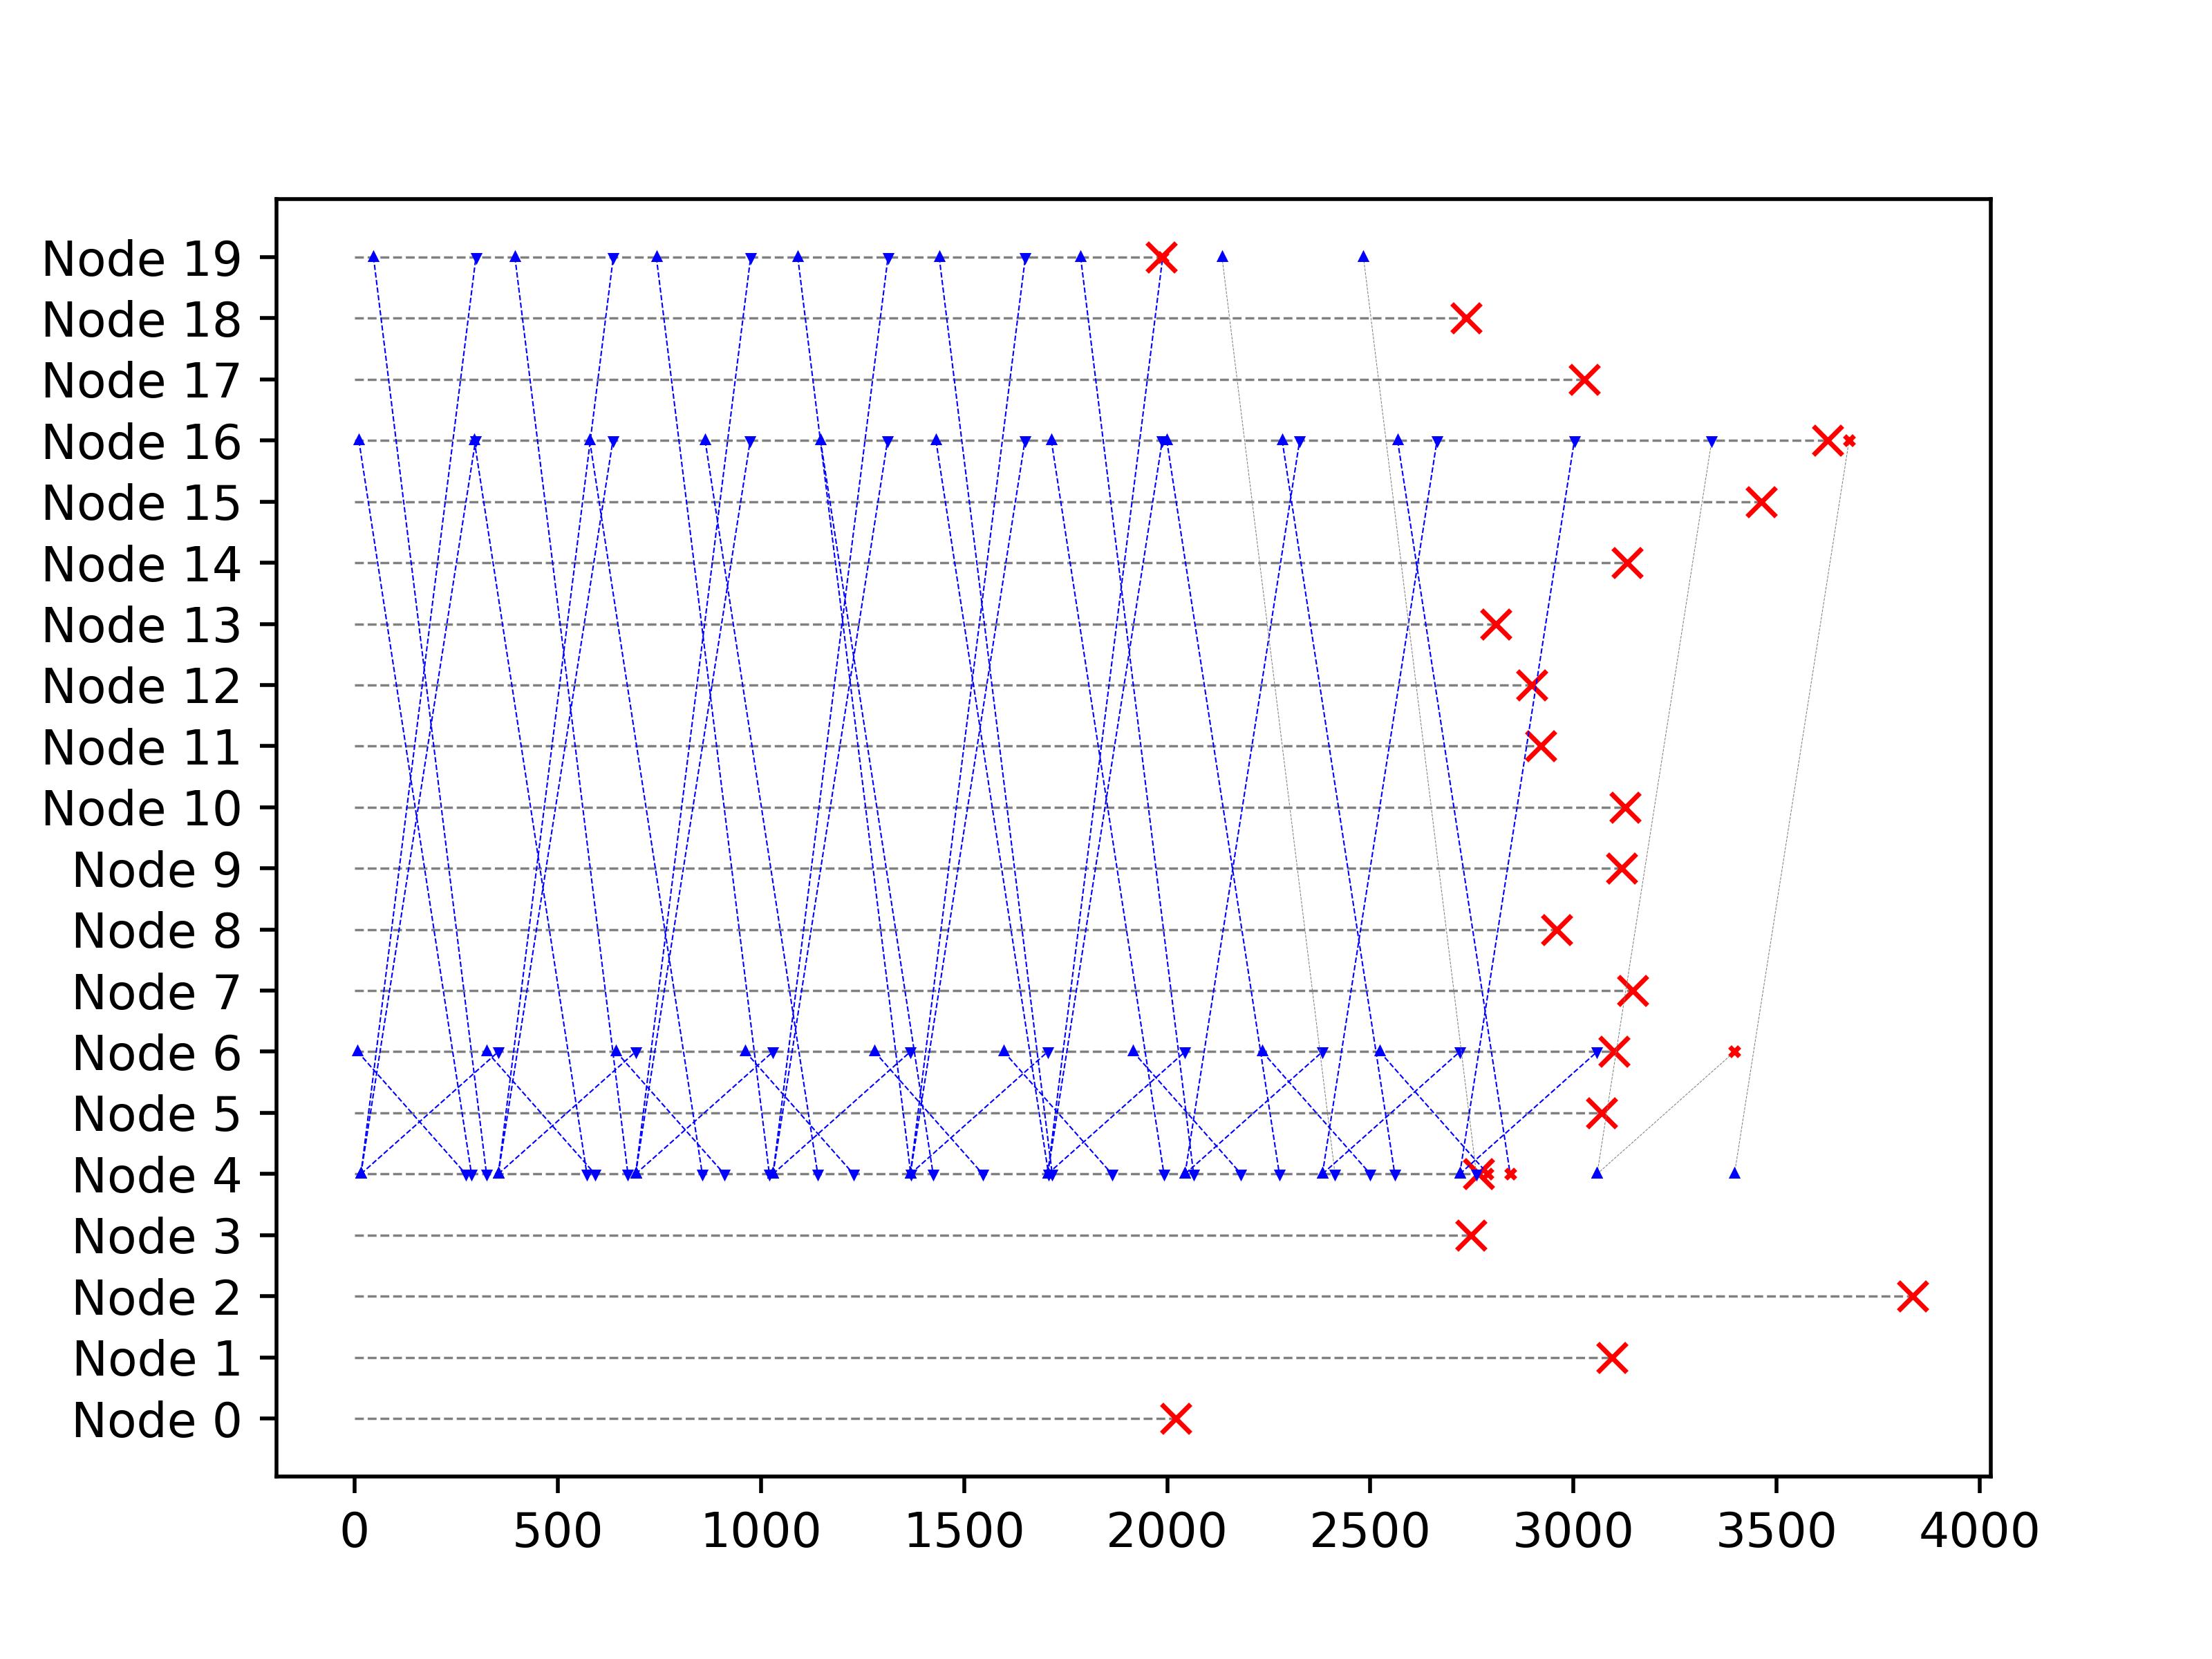 Node 19
Node 18
Node 17
Node 16
Node 15
Node 14
Node 13
Node 12
Node 11
Node 10
Node 9
Node 8
Node 7
Node 6
Node 5
Node 4
Node 3
Node 2
Node 1
Node 0
0 500 1000 1500 2000 2500 3000 3500 4000